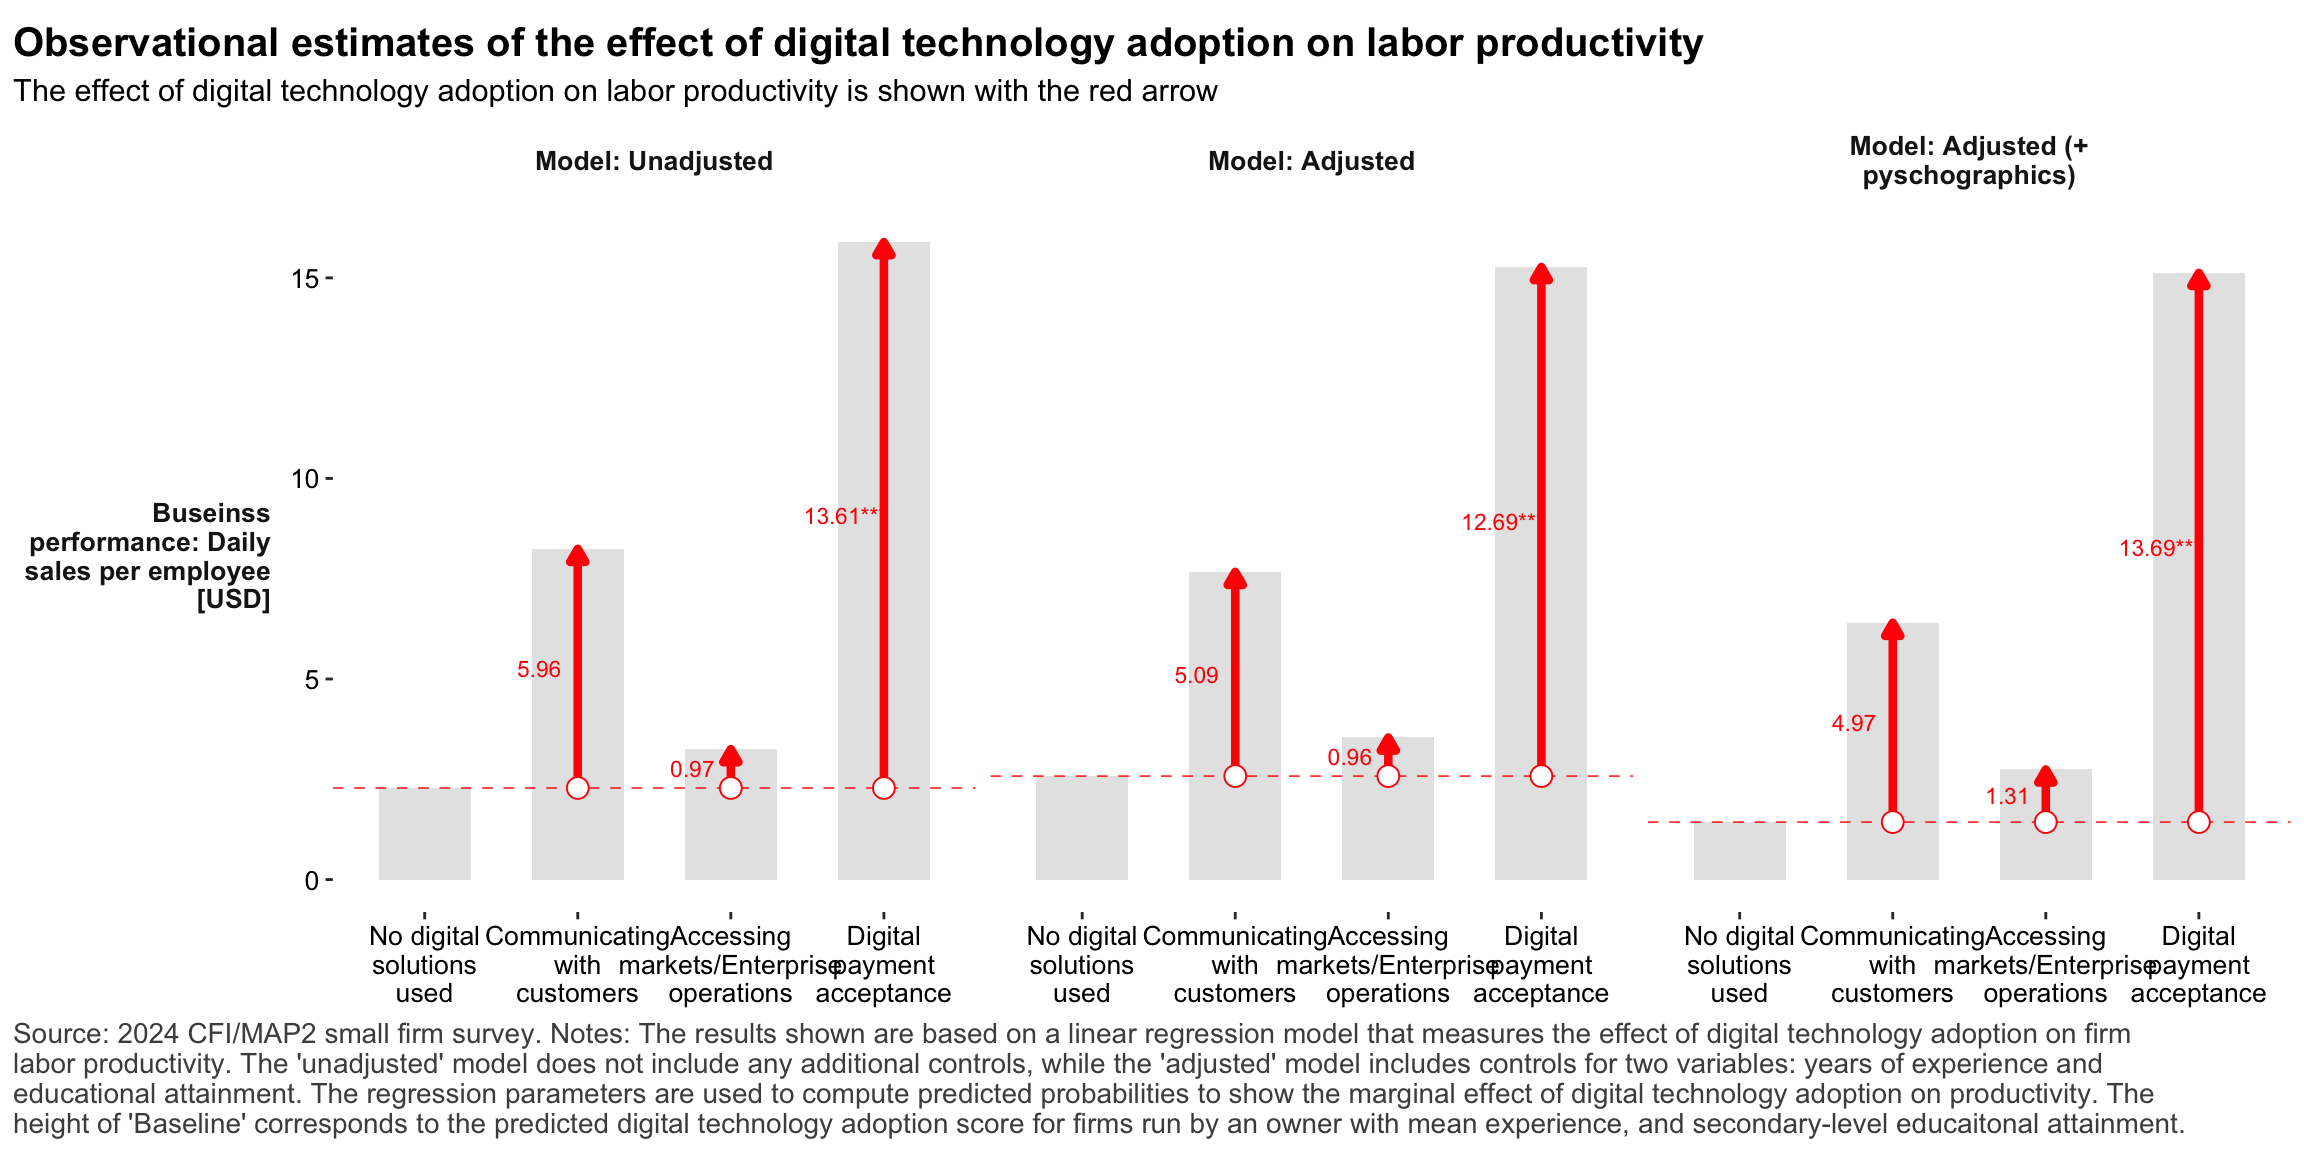 Observational estimates of the effect of digital technology adoption on labor productivity
The effect of digital technology adoption on labor productivity is shown with the red arrow
Model: Unadjusted
Model: Adjusted
Model: Adjusted (+
pyschographics)
Buseinss
performance: Daily
sales per employee
[USD]
15
10
5
0
5.96
0.97
13.61**
5.09
0.96
12.69**
4.97
1.31
13.69**
No digital
solutions
used
Communicating
with
customers
Accessing
markets/Enterprise
operations
Digital
payment
acceptance
No digital
solutions
used
Communicating
with
customers
Accessing
markets/Enterprise
operations
Digital
payment
acceptance
No digital
solutions
used
Communicating
with
customers
Accessing
markets/Enterprise
operations
Digital
payment
acceptance
Source: 2024 CFI/MAP2 small firm survey. Notes: The results shown are based on a linear regression model that measures the effect of digital technology adoption on firm
labor productivity. The 'unadjusted' model does not include any additional controls, while the 'adjusted' model includes controls for two variables: years of experience and
educational attainment. The regression parameters are used to compute predicted probabilities to show the marginal effect of digital technology adoption on productivity. The
height of 'Baseline' corresponds to the predicted digital technology adoption score for firms run by an owner with mean experience, and secondary-level educaitonal attainment.